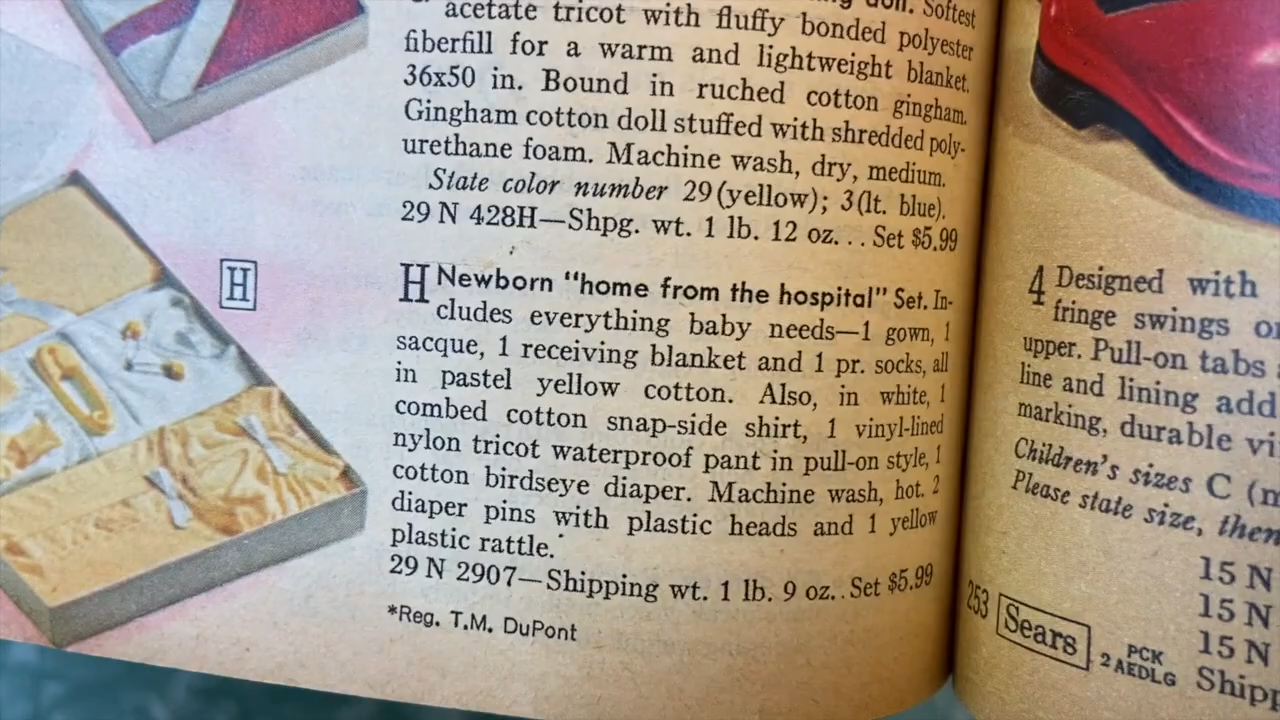 doll. Softest
acetate tricot with fluffy bonded polyester
fiberfill for a warm and lightweight blanket.
36x50 in. Bound in ruched cotton gingham.
Gingham cotton doll stuffed with shredded poly-
urethane foam. Machine wash, dry, medium.
State color number 29 (yellow); 3 (lt. blue).
29 N 428H—Shpg. wt. 1 lb. 12 oz. . . Set $5.99
H
H Newborn "home from the hospital" Set. In-
cludes everything baby needs—1 gown, 1
sacque, 1 receiving blanket and 1 pr. socks, all
in pastel yellow cotton. Also, in white, 1
combed cotton snap-side shirt, 1 vinyl-lined
nylon tricot waterproof pant in pull-on style, 1
cotton birdseye diaper. Machine wash, hot. 2
diaper pins with plastic heads and 1 yellow
plastic rattle.
29 N 2907—Shipping wt. 1 lb. 9 oz. . Set $5.99
*Reg. T.M. DuPont
4 Designed with
fringe swings
upper. Pull-on tabs
line and lining add
marking, durable
Children's sizes C
Please state size,
15 N
15 N
15 N
253 Sears PCK
2 AEDLG